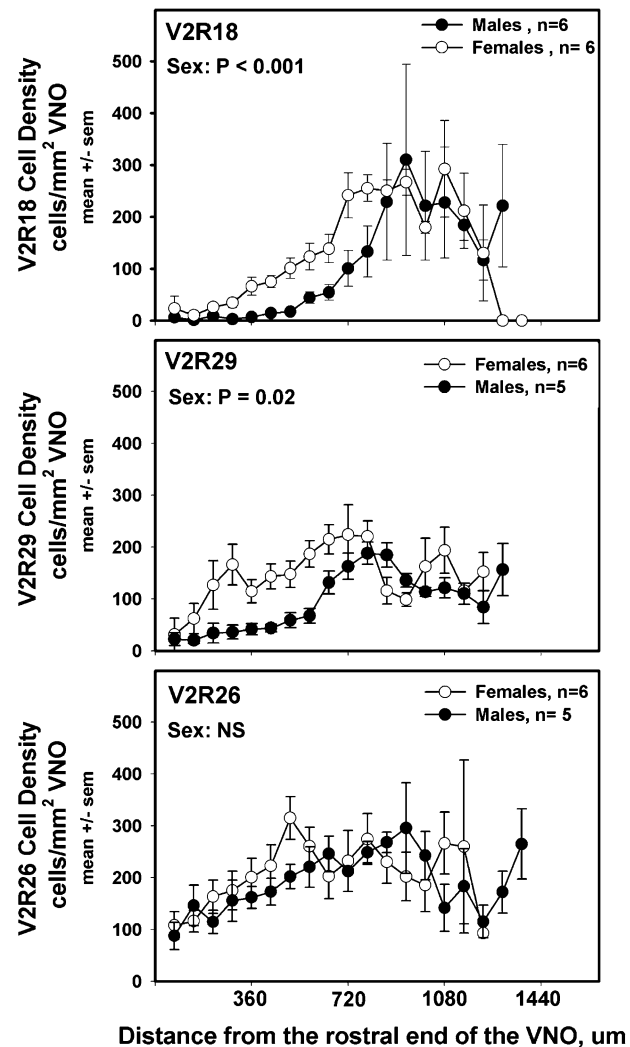 V2R18
Sex: P < 0.001
Males , n=6
Females , n= 6
V2R18 Cell Density
cells/mm² VNO
mean +/- sem
500
400
300
200
100
0
V2R29
Sex: P = 0.02
Females, n=6
Males, n=5
V2R29 Cell Density
cells/mm² VNO
mean +/- sem
500
400
300
200
100
0
V2R26
Sex: NS
Females, n=6
Males, n= 5
V2R26 Cell Density
cells/mm² VNO
mean +/- sem
500
400
300
200
100
0
360 720 1080 1440
Distance from the rostral end of the VNO, um